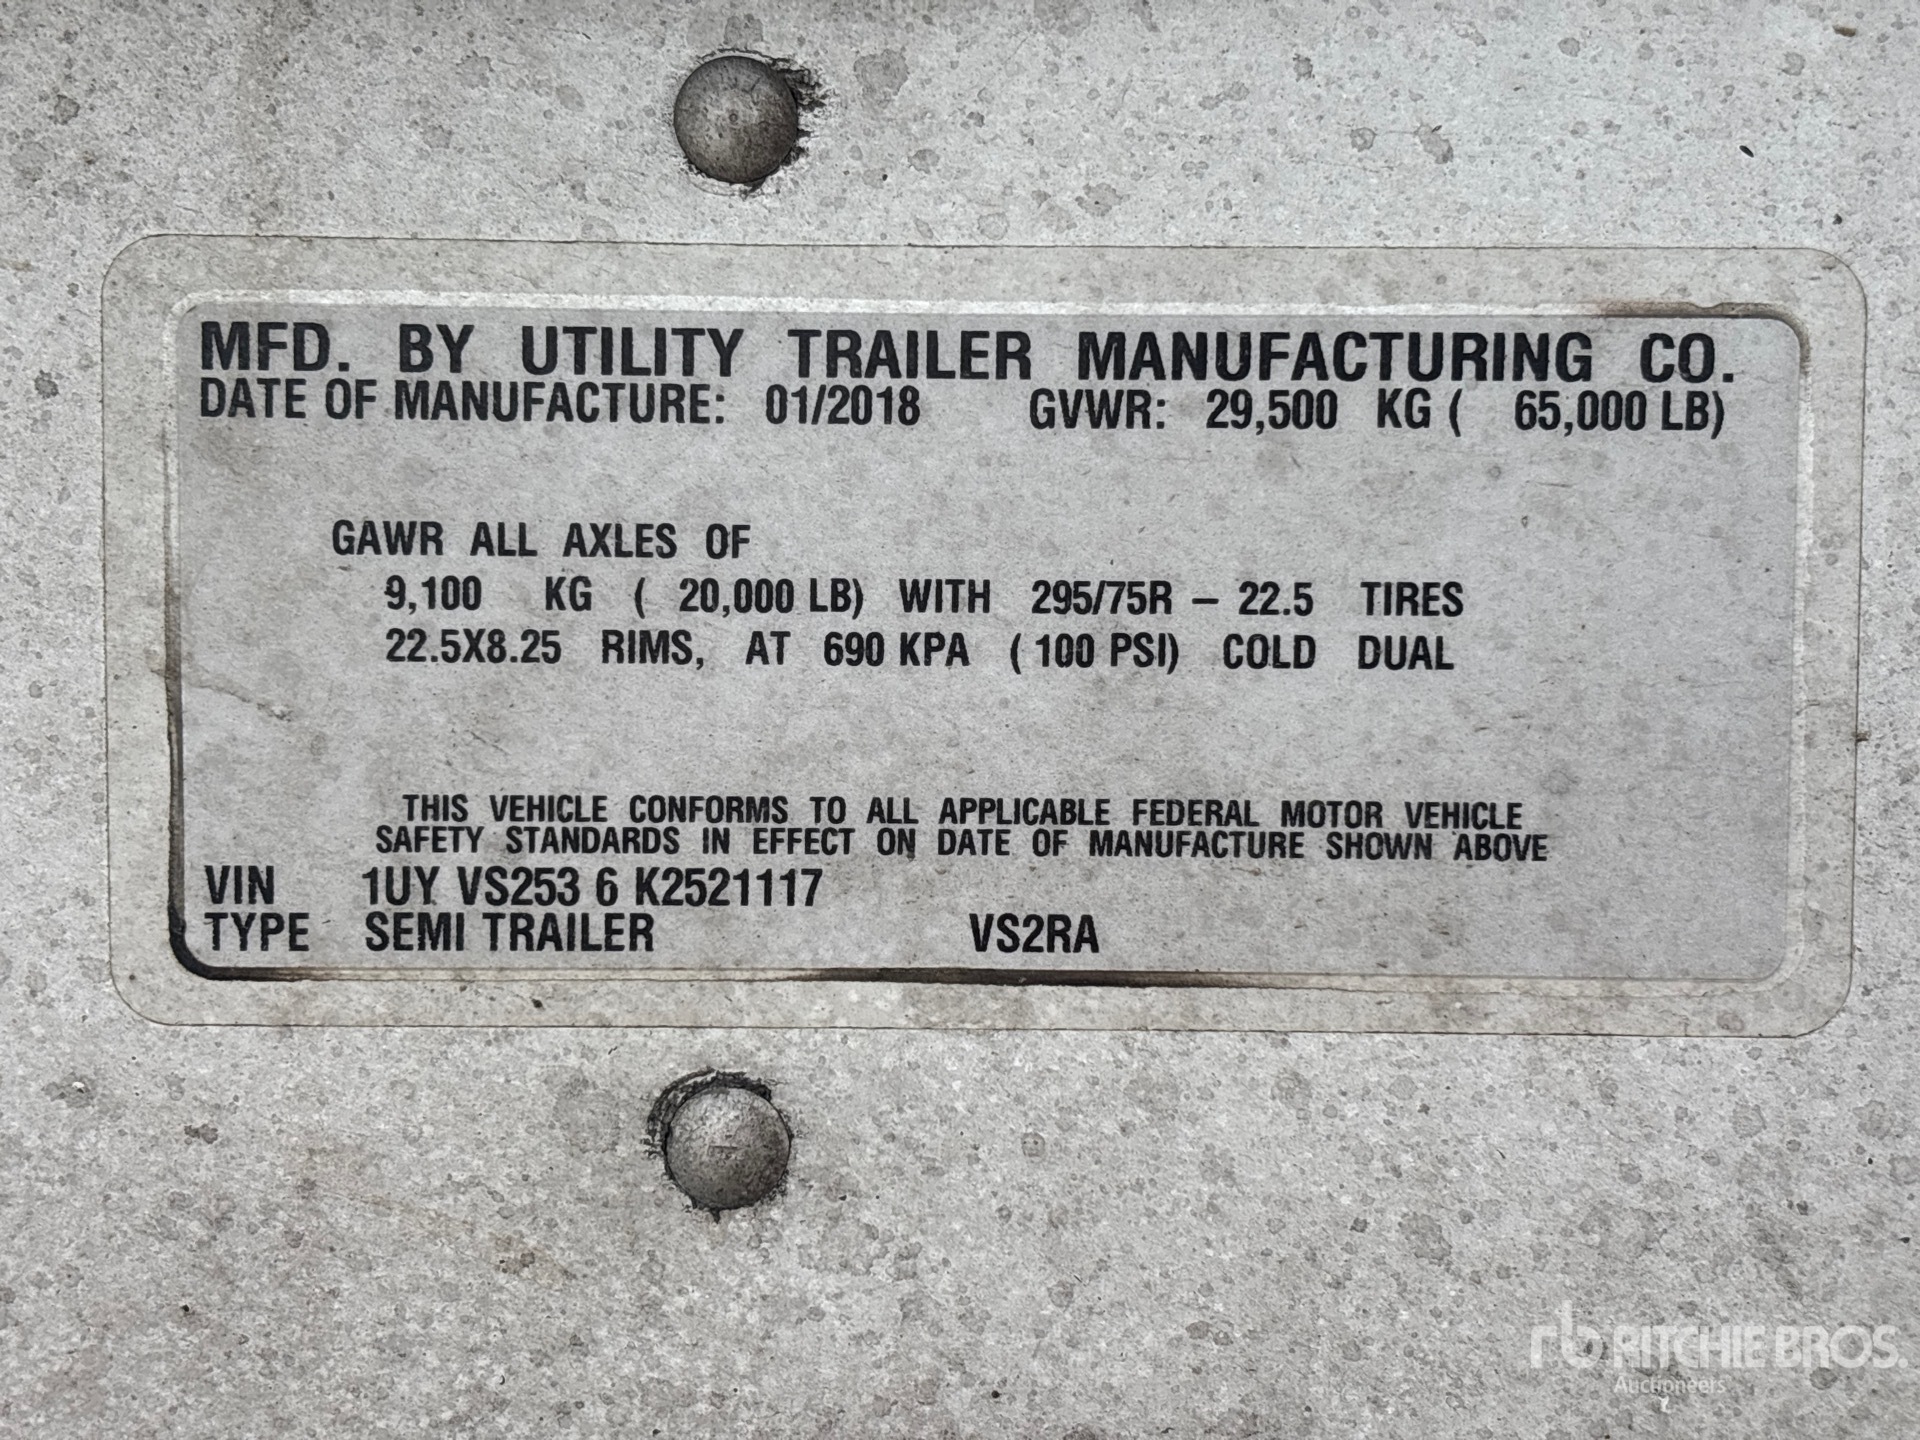 MFD. BY UTILITY TRAILER MANUFACTURING CO.
DATE OF MANUFACTURE: 01/2018 GVWR: 29,500 KG ( 65,000 LB)
GAWR ALL AXLES OF
9,100 KG ( 20,000 LB) WITH 295/75R – 22.5 TIRES
22.5X8.25 RIMS, AT 690 KPA ( 100 PSI) COLD DUAL
THIS VEHICLE CONFORMS TO ALL APPLICABLE FEDERAL MOTOR VEHICLE
SAFETY STANDARDS IN EFFECT ON DATE OF MANUFACTURE SHOWN ABOVE
VIN 1UY VS253 6 K2521117
TYPE SEMI TRAILER VS2RA
rb RITCHIE BROS.
Auctioneers